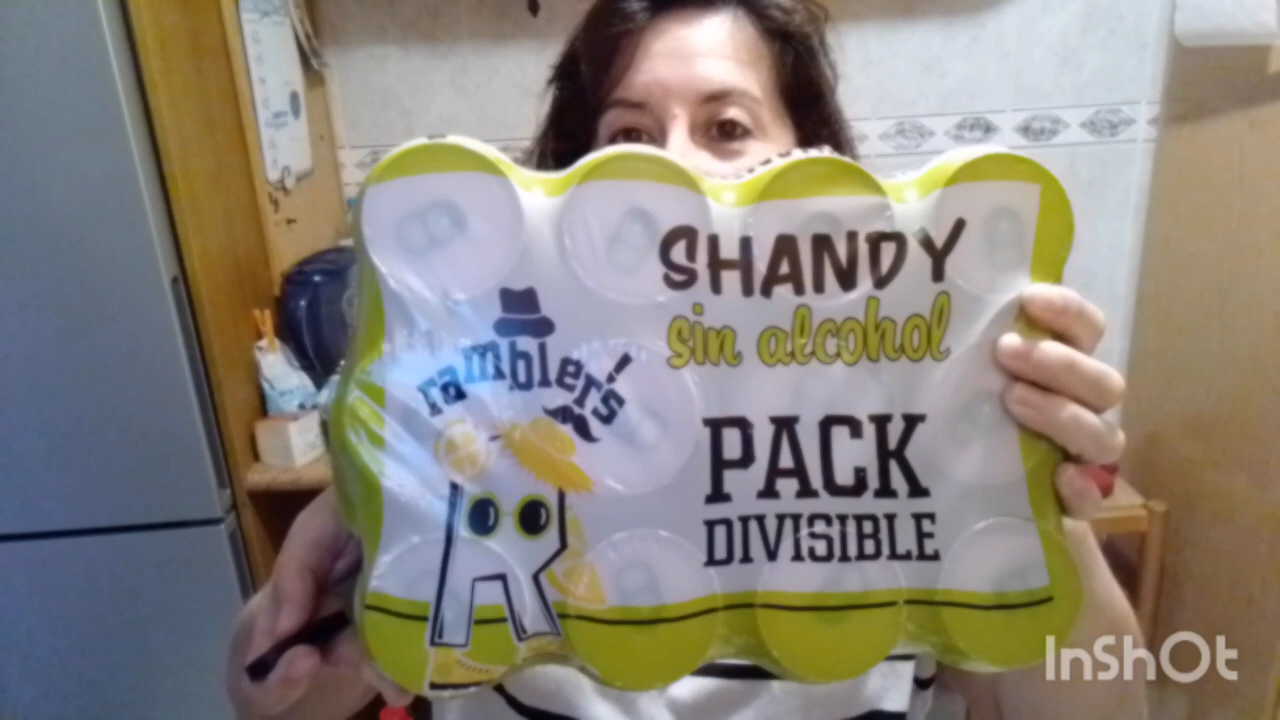 SHANDY
sin alcohol
rambler's!
PACK
DIVISIBLE
InShOt